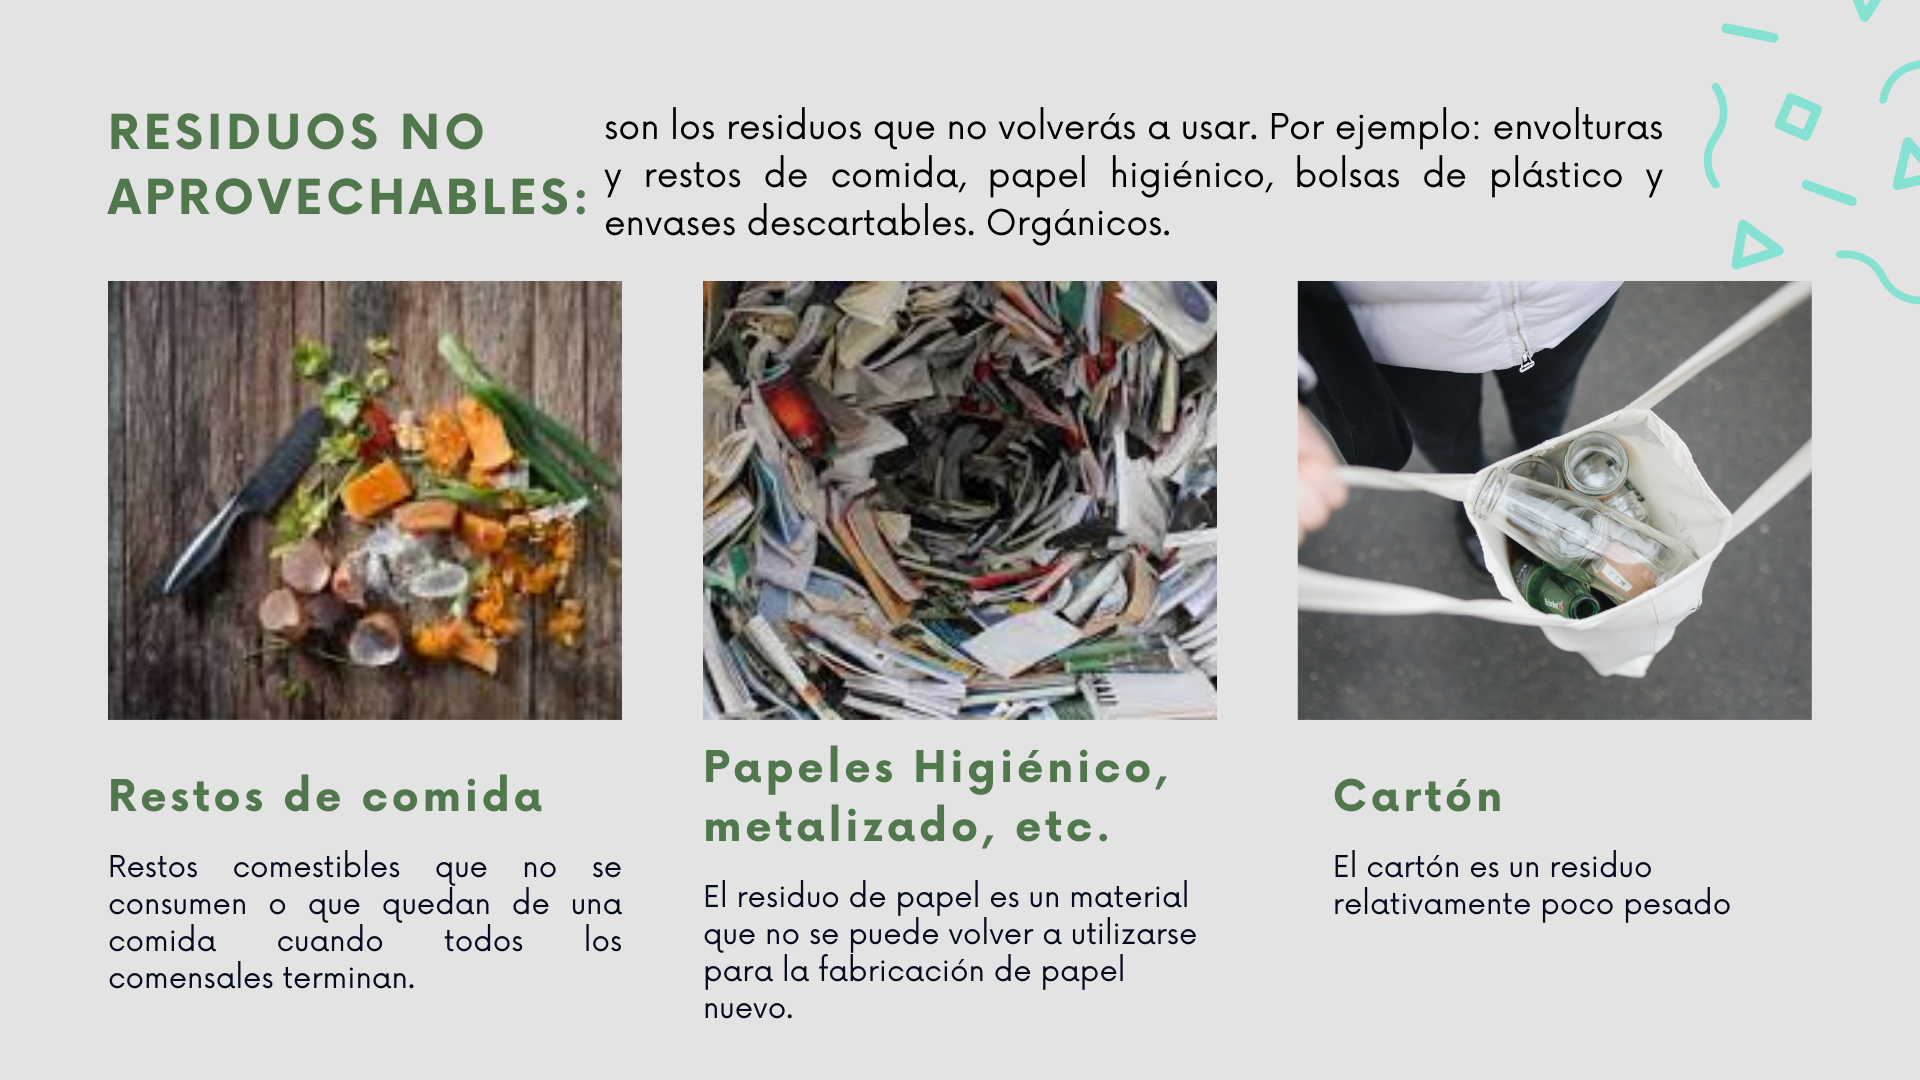 RESIDUOS NO
APROVECHABLES:
son los residuos que no volverás a usar. Por ejemplo: envolturas
y restos de comida, papel higiénico, bolsas de plástico y
envases descartables. Orgánicos.
Restos de comida
Restos comestibles que no se
consumen o que quedan de una
comida cuando todos los
comensales terminan.
Papeles Higiénico,
metalizado, etc.
El residuo de papel es un material
que no se puede volver a utilizarse
para la fabricación de papel
nuevo.
Cartón
El cartón es un residuo
relativamente poco pesado